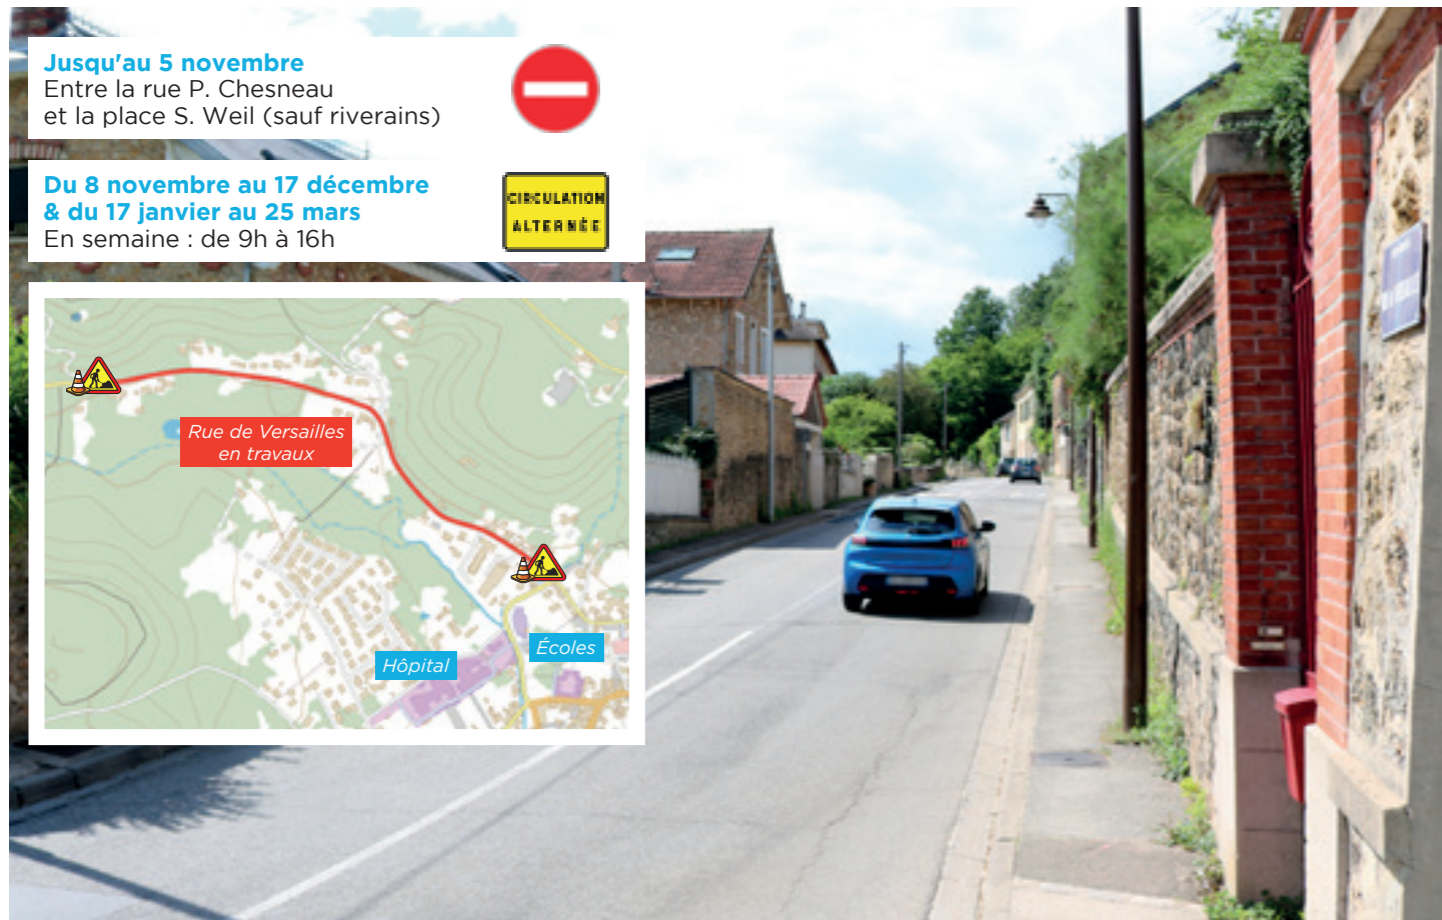 Jusqu'au 5 novembre
Entre la rue P. Chesneau
et la place S. Weil (sauf riverains)
Du 8 novembre au 17 décembre
& du 17 janvier au 25 mars
En semaine : de 9h à 16h
CIRCULATION
ALTERNÉE
Rue de Versailles
en travaux
Hôpital
Écoles